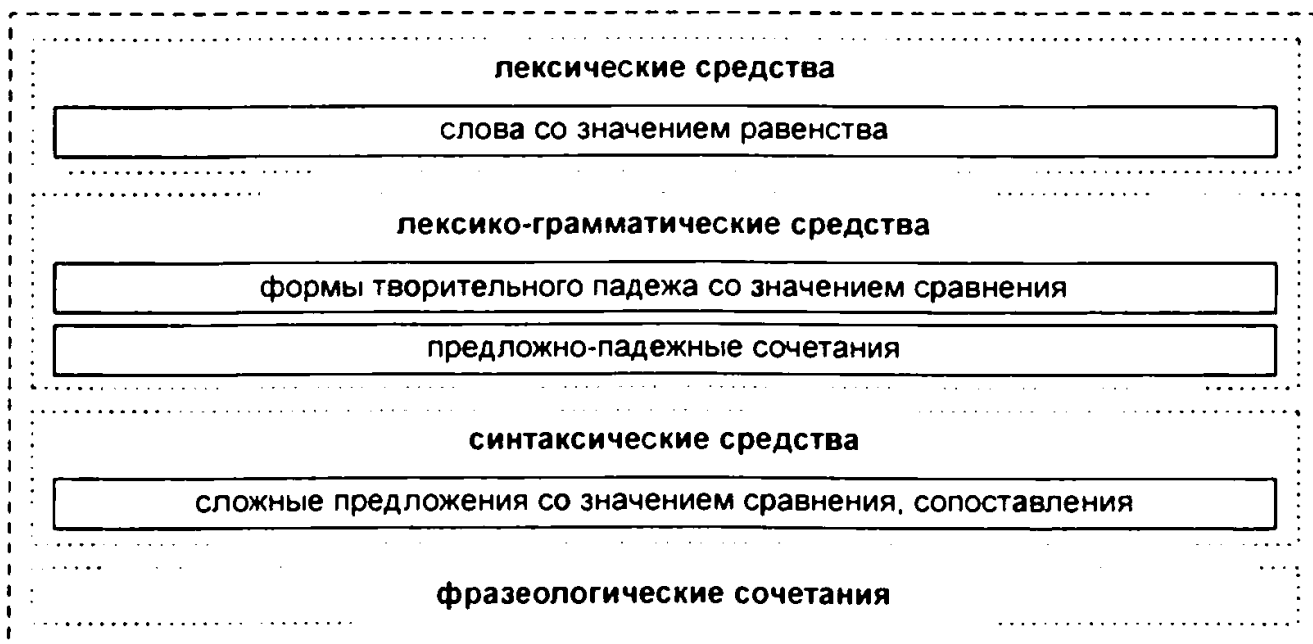 лексические средства
слова со значением равенства
лексико-грамматические средства
формы творительного падежа со значением сравнения
предложно-падежные сочетания
синтаксические средства
сложные предложения со значением сравнения, сопоставления
фразеологические сочетания